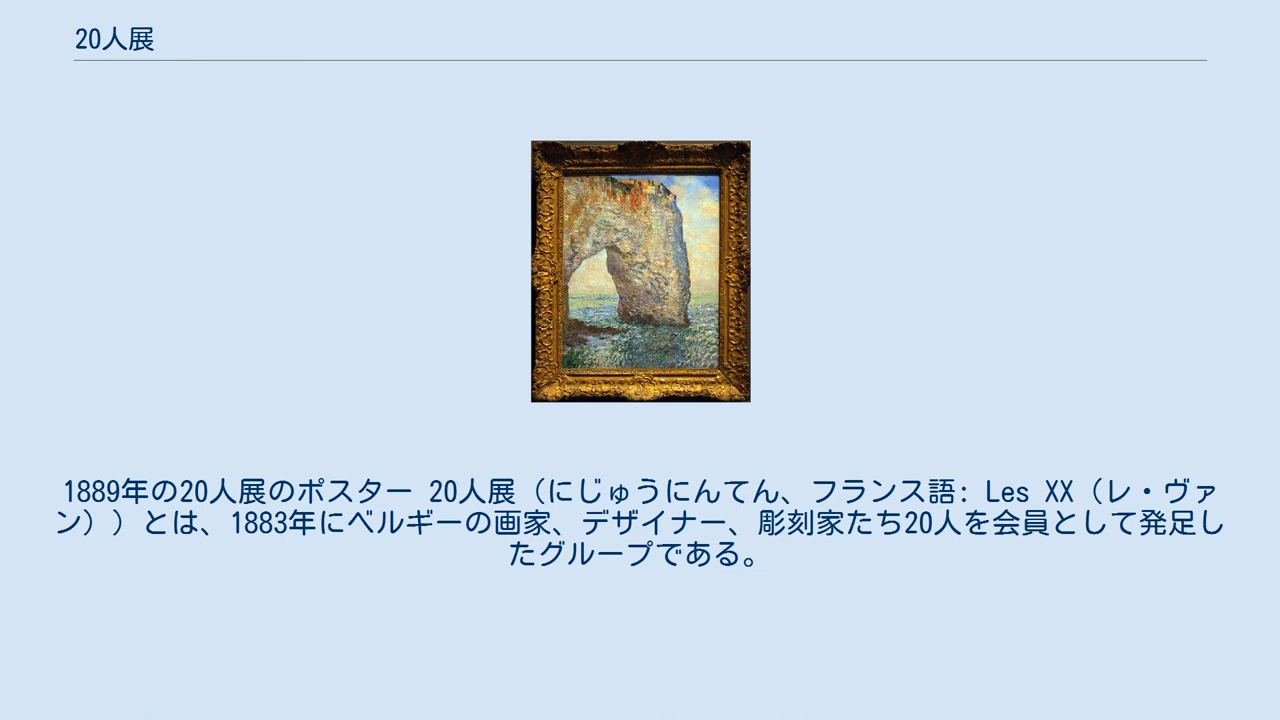 20人展
1889年の20人展のポスター 20人展（にじゅうにんてん、フランス語: Les XX（レ・ヴァ
ン））とは、1883年にベルギーの画家、デザイナー、彫刻家たち20人を会員として発足し
たグループである。